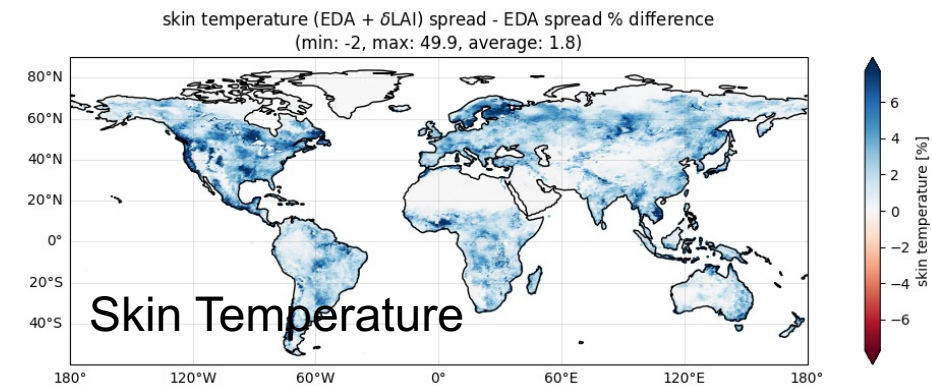 skin temperature (EDA + δLAI) spread - EDA spread % difference
(min: -2, max: 49.9, average: 1.8)
80°N
60°N
40°N
20°N
0°
20°S
40°S
180°
120°W
60°W
0°
60°E
120°E
180°
Skin Temperature
6
4
2
0
−2
−4
−6
skin temperature [%]